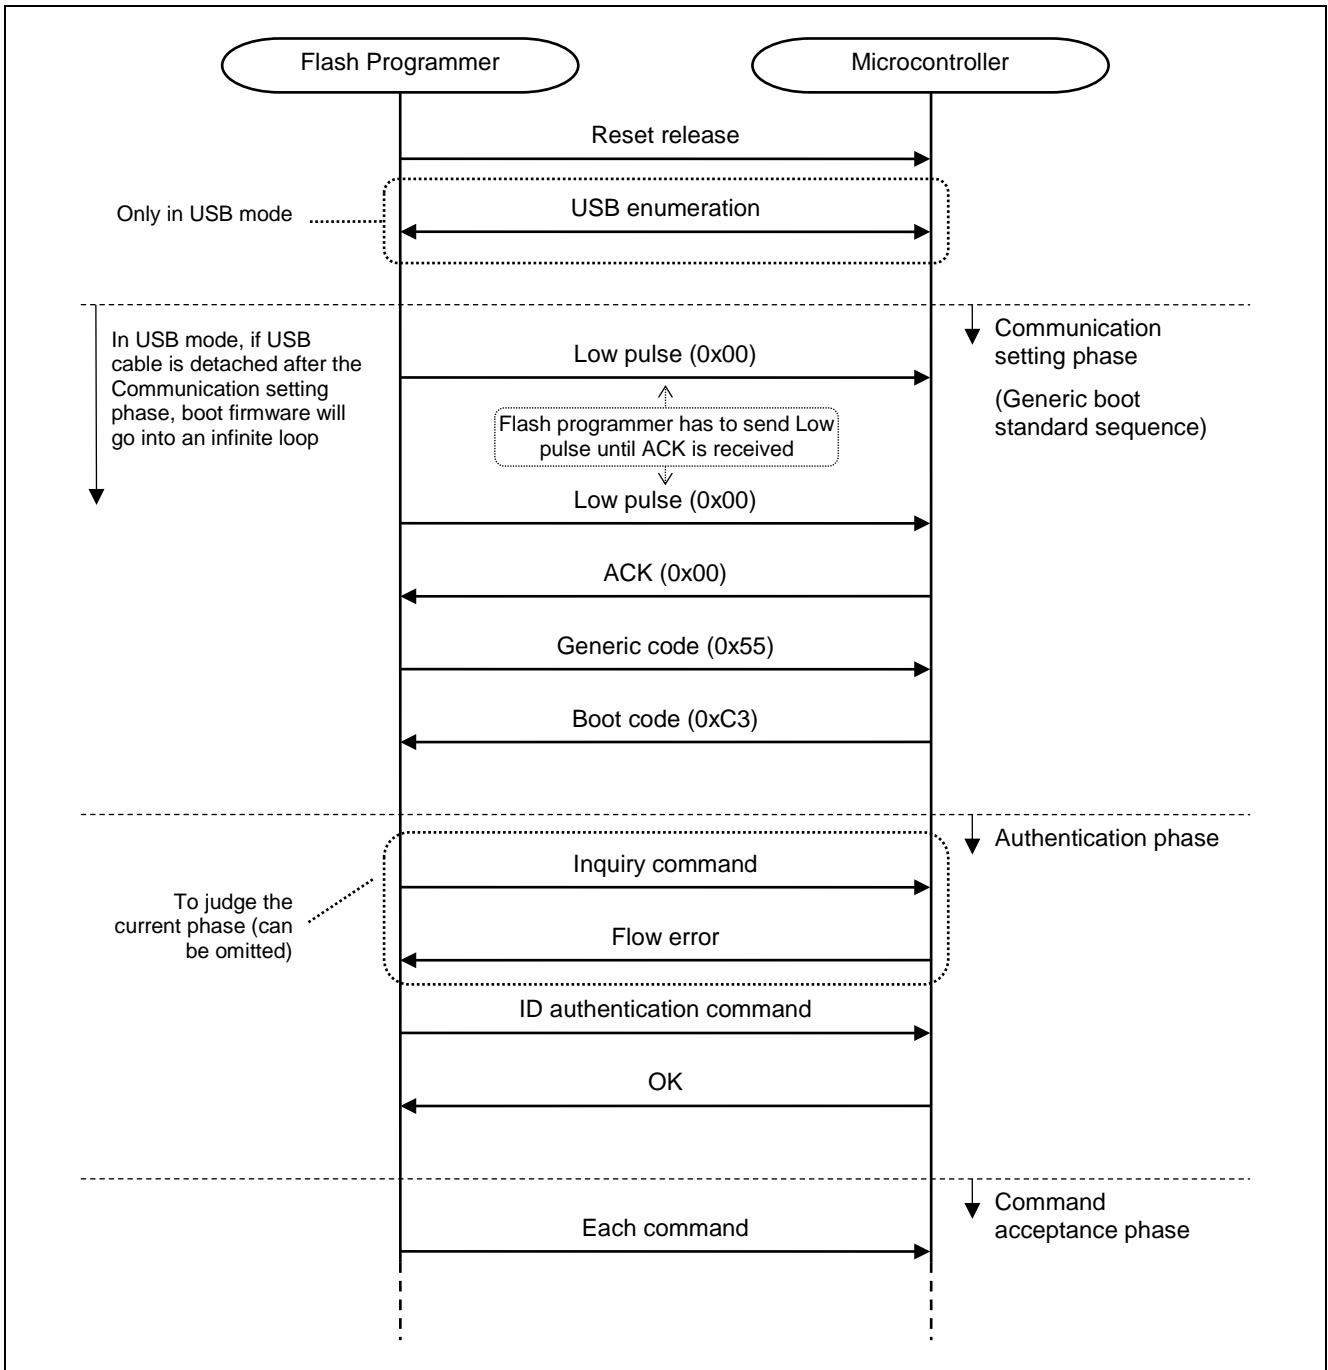 Flash Programmer
Microcontroller
Reset release
Only in USB mode
USB enumeration
In USB mode, if USB
cable is detached after the
Communication setting
phase, boot firmware will
go into an infinite loop
Communication
setting phase
(Generic boot
standard sequence)
Low pulse (0x00)
Flash programmer has to send Low
pulse until ACK is received
Low pulse (0x00)
ACK (0x00)
Generic code (0x55)
Boot code (0xC3)
Authentication phase
Inquiry command
To judge the
current phase (can
be omitted)
Flow error
ID authentication command
OK
Command
acceptance phase
Each command